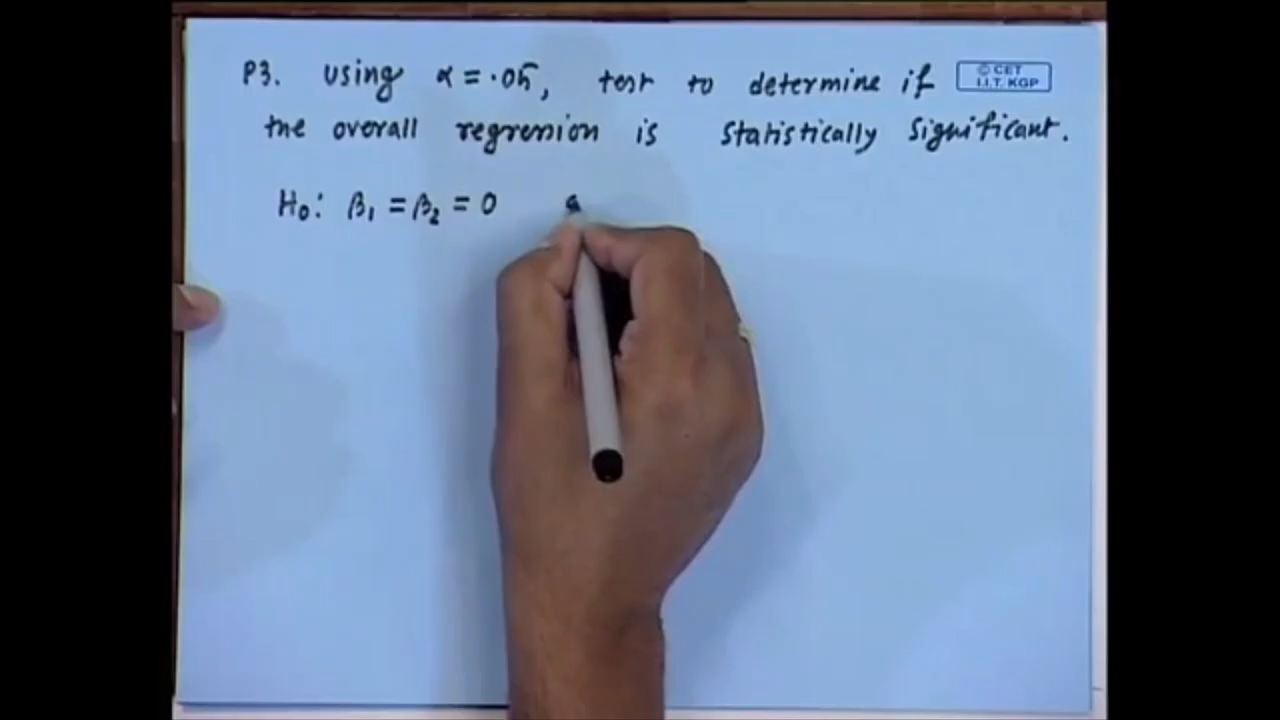 P3. Using α = .05, test to determine if
© CET
I.I.T. KGP
the overall regression is statistically significant.
H₀: β₁ = β₂ = 0